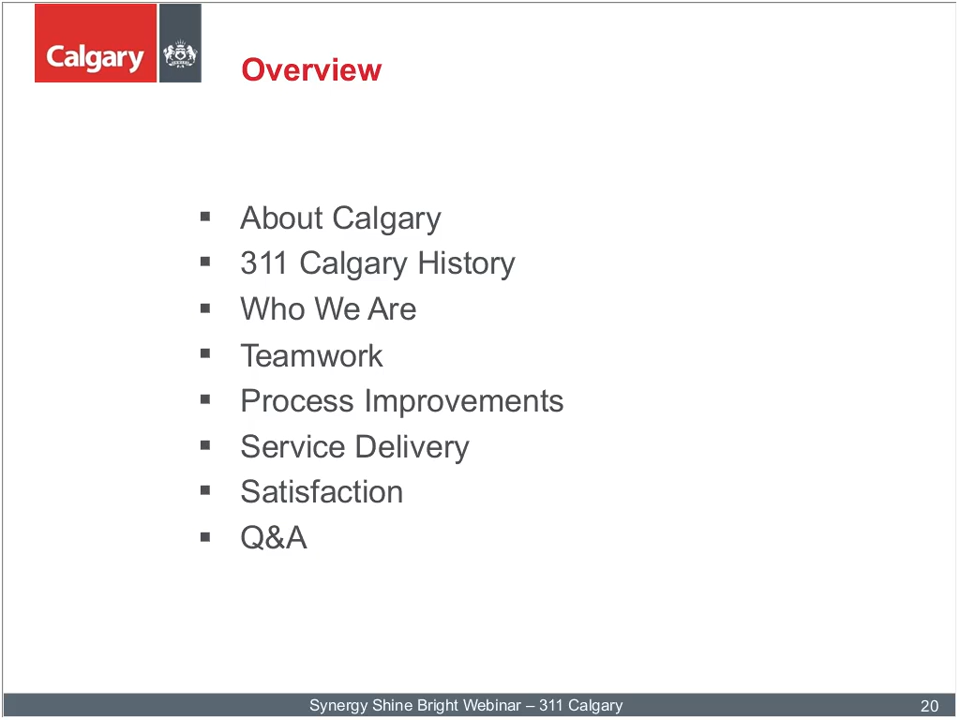 Calgary
Overview
▪ About Calgary
▪ 311 Calgary History
▪ Who We Are
▪ Teamwork
▪ Process Improvements
▪ Service Delivery
▪ Satisfaction
▪ Q&A
Synergy Shine Bright Webinar – 311 Calgary
20